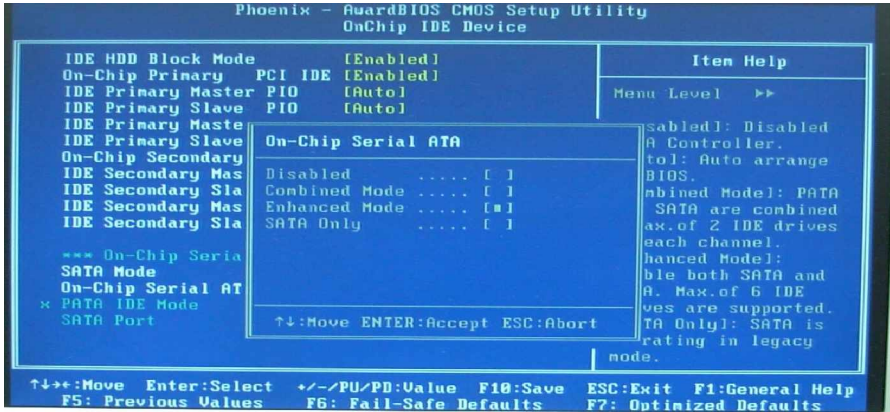 Phoenix - AwardBIOS CMOS Setup Utility
OnChip IDE Device
IDE HDD Block Mode [Enabled]
On-Chip Primary PCI IDE [Enabled]
IDE Primary Master PIO [Auto]
IDE Primary Slave PIO [Auto]
IDE Primary Maste
IDE Primary Slave
On-Chip Secondary
IDE Secondary Mas
IDE Secondary Sla
IDE Secondary Mas
IDE Secondary Sla
*** On-Chip Seria
SATA Mode
On-Chip Serial AT
x PATA IDE Mode
SATA Port
On-Chip Serial ATA
Disabled ..... [ ]
Combined Mode ..... [ ]
Enhanced Mode ..... [■]
SATA Only ..... [ ]
↑↓:Move ENTER:Accept ESC:Abort
Item Help
Menu Level ▸▸
sabled]: Disabled
A Controller.
to]: Auto arrange
BIOS.
mbined Mode]: PATA
SATA are combined
ax.of 2 IDE drives
each channel.
hanced Mode]:
ble both SATA and
A. Max.of 6 IDE
ves are supported.
TA Only]: SATA is
rating in legacy
mode.
↑↓→←:Move Enter:Select +/-/PU/PD:Value F10:Save ESC:Exit F1:General Help
F5: Previous Values F6: Fail-Safe Defaults F7: Optimized Defaults